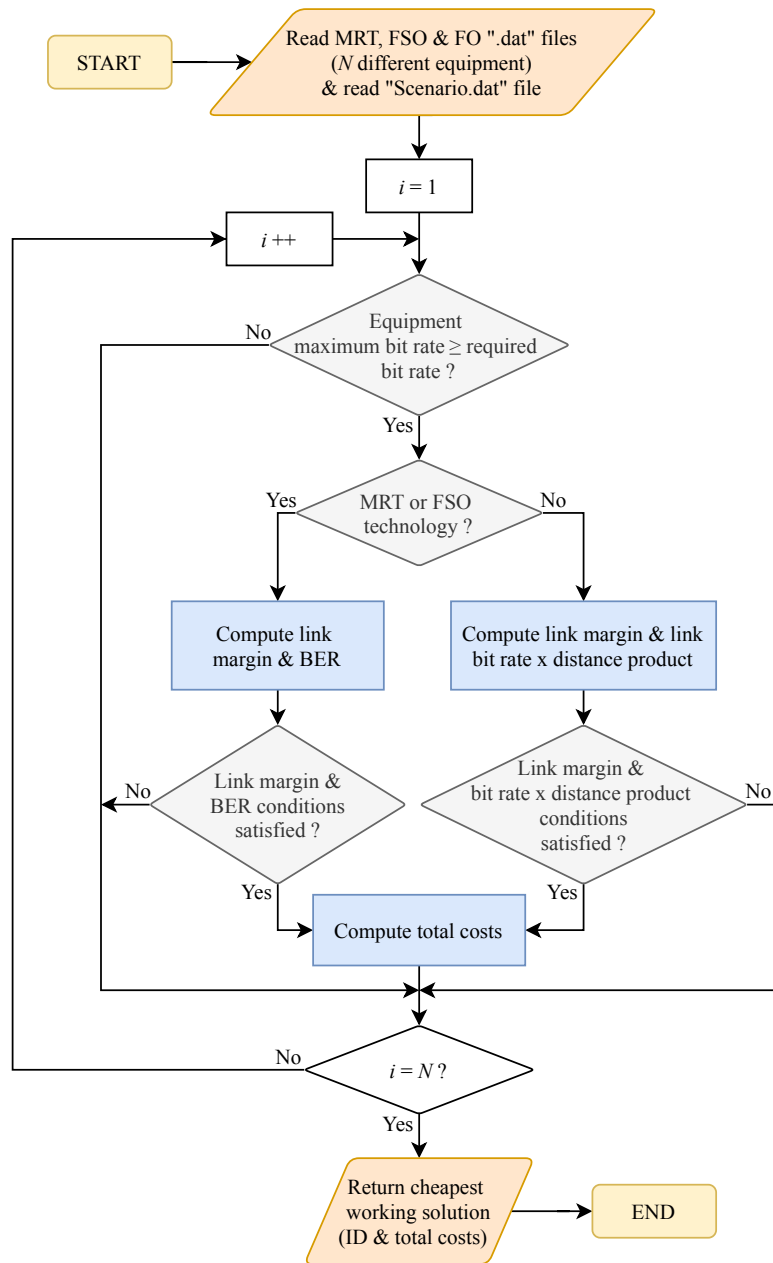 START
Read MRT, FSO & FO ".dat" files
(N different equipment)
& read "Scenario.dat" file
i = 1
i ++
No
Equipment
maximum bit rate ≥ required
bit rate ?
Yes
Yes
MRT or FSO
technology ?
No
Compute link
margin & BER
Compute link margin & link
bit rate x distance product
No
Link margin &
BER conditions
satisfied ?
Link margin &
bit rate x distance product
conditions
satisfied ?
No
Yes
Yes
Compute total costs
No
i = N ?
Yes
Return cheapest
working solution
(ID & total costs)
END